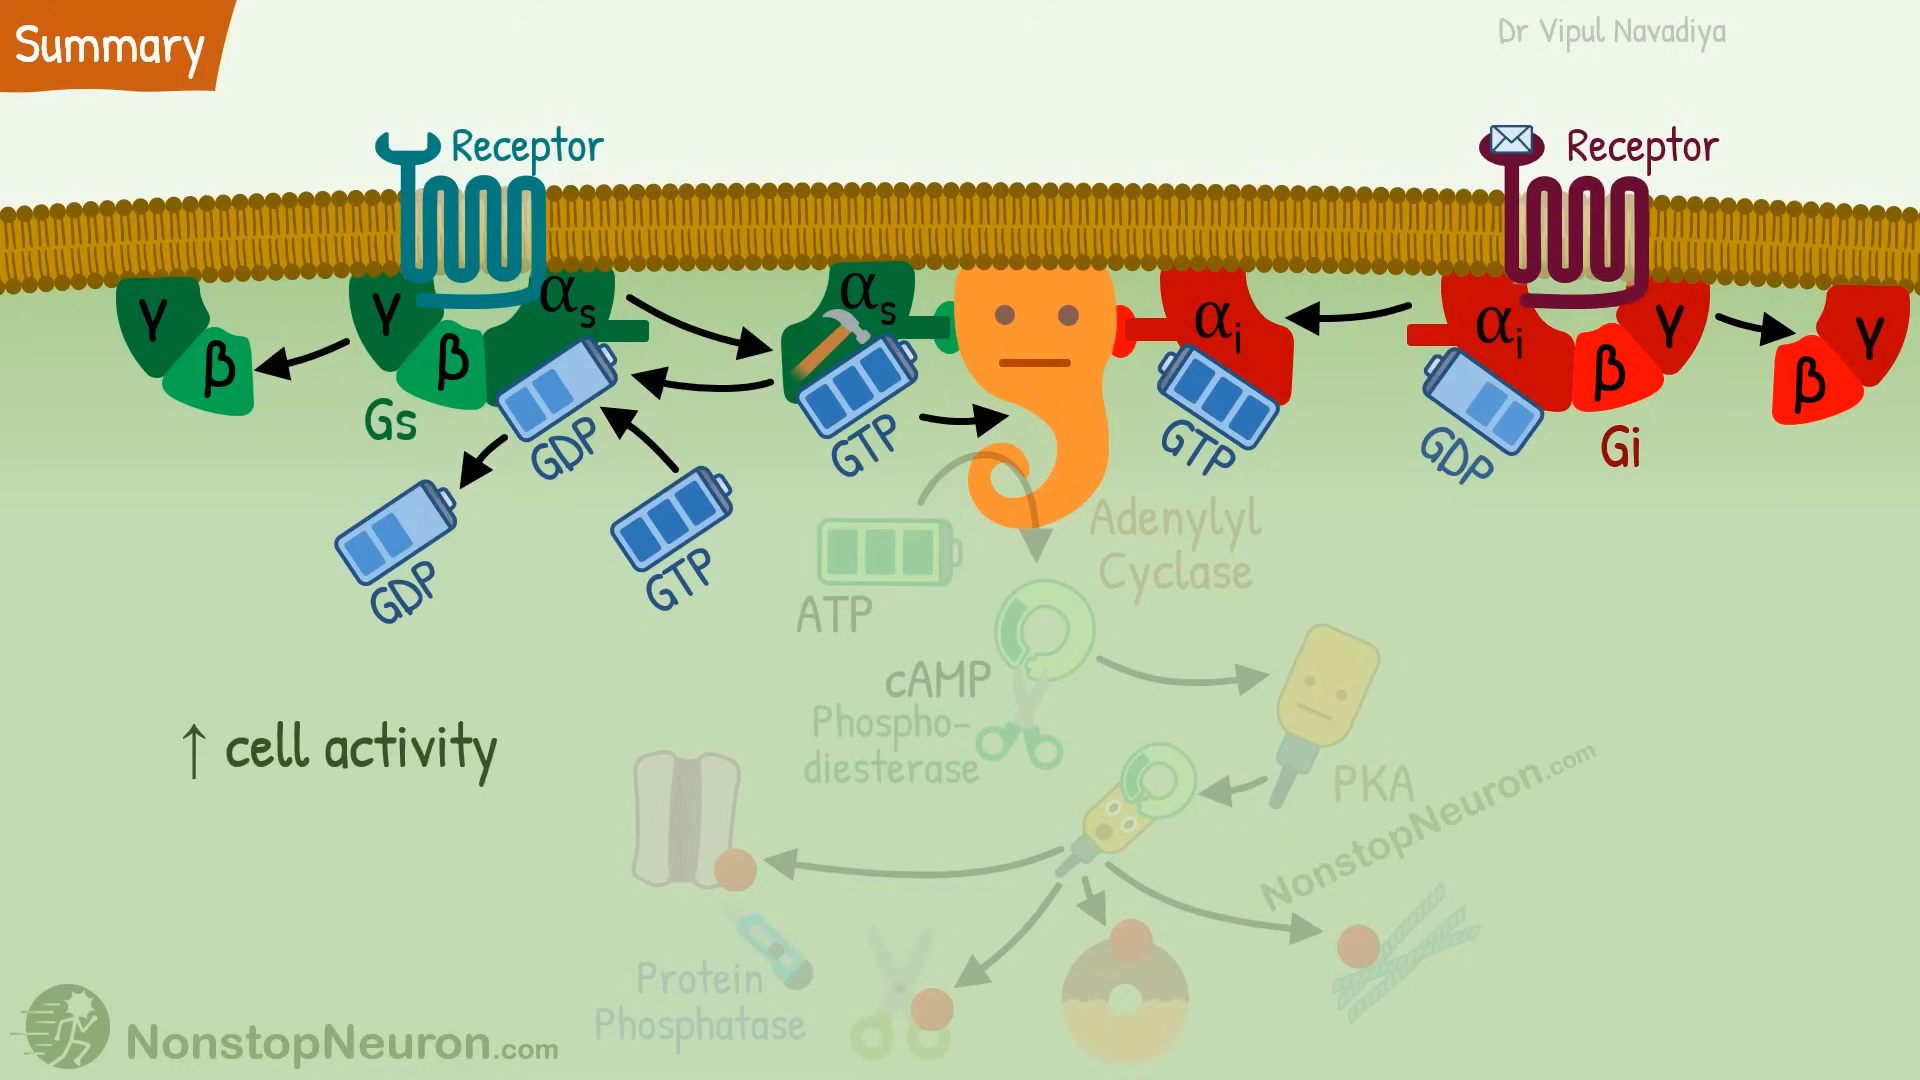 Summary
Dr Vipul Navadiya
Receptor
Receptor
γ
β
γ
β
αs
Gs
GDP
αs
GTP
αi
GTP
αi
GDP
β
γ
Gi
β
γ
GDP
GTP
ATP
Adenylyl
Cyclase
cAMP
Phospho-
diesterase
PKA
↑ cell activity
NonstopNeuron.com
Protein
Phosphatase
NonstopNeuron.com